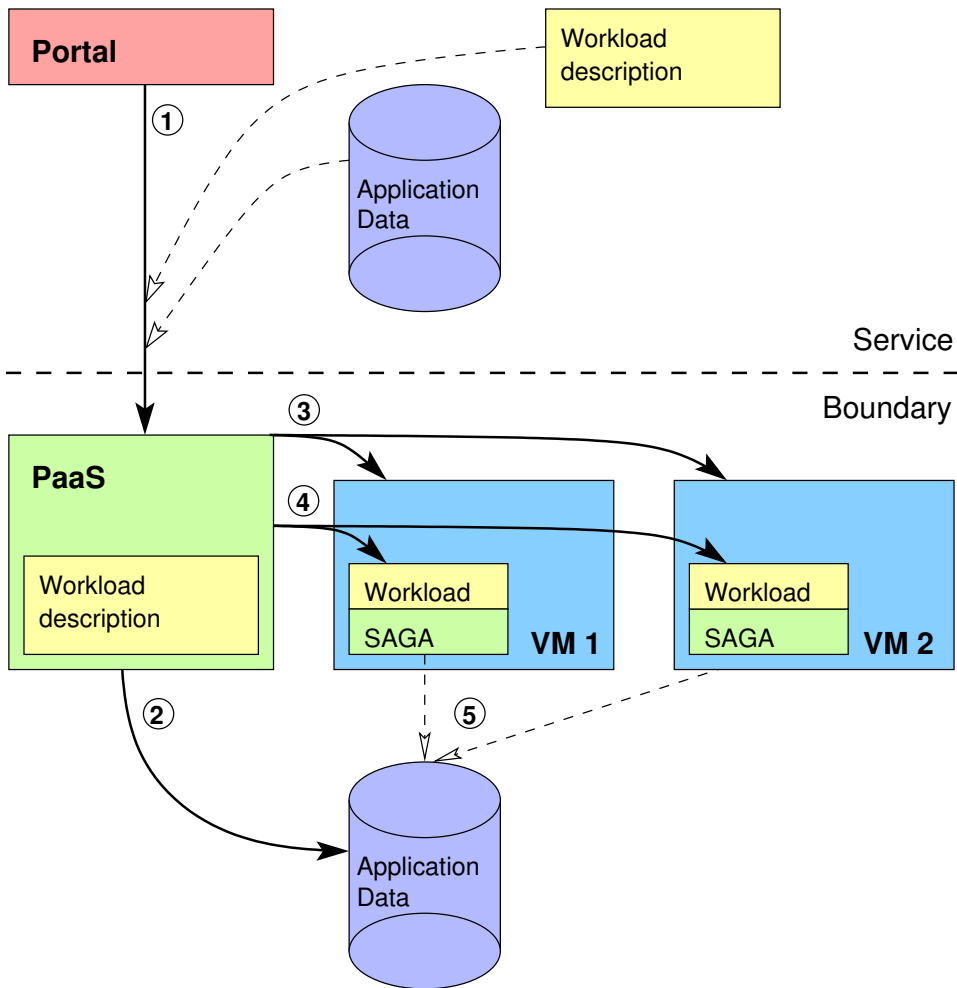 Portal
Workload
description
1
Application
Data
Service
Boundary
3
PaaS
4
Workload
description
Workload
SAGA
VM 1
Workload
SAGA
VM 2
2
5
Application
Data